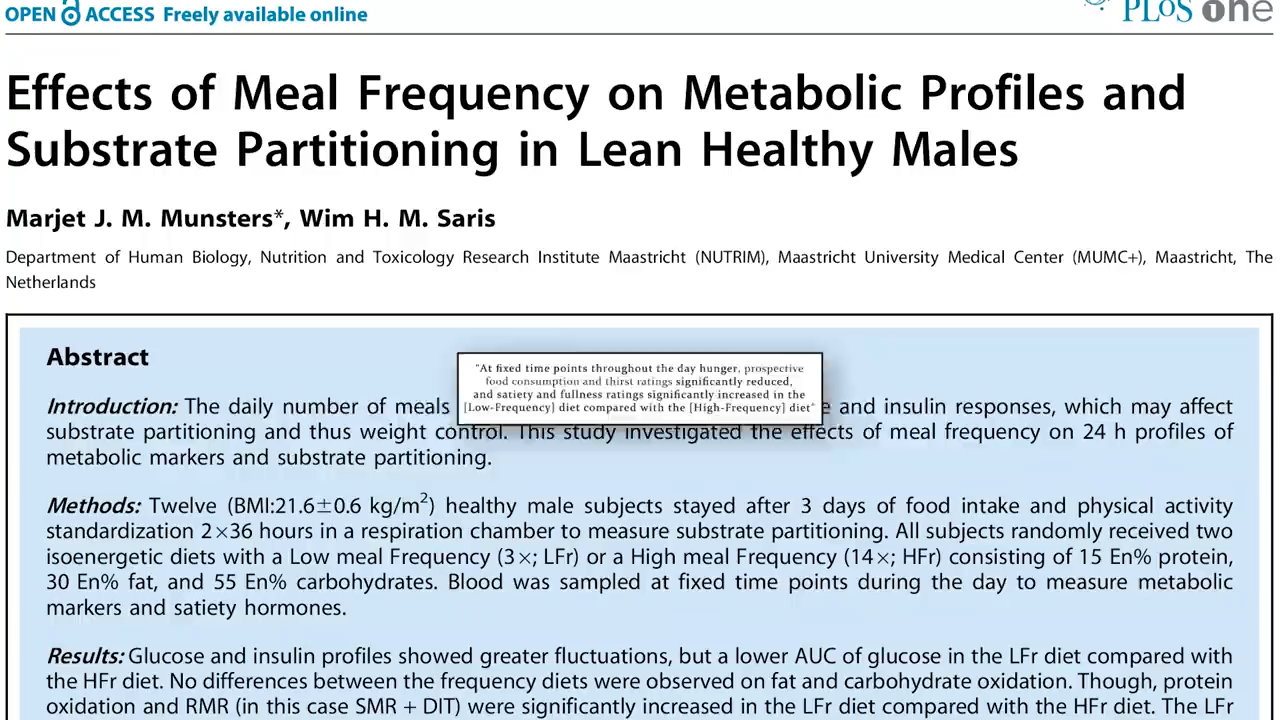 OPEN ACCESS Freely available online
PLoS one
Effects of Meal Frequency on Metabolic Profiles and
Substrate Partitioning in Lean Healthy Males
Marjet J. M. Munsters*, Wim H. M. Saris
Department of Human Biology, Nutrition and Toxicology Research Institute Maastricht (NUTRIM), Maastricht University Medical Center (MUMC+), Maastricht, The
Netherlands
Abstract
"At fixed time points throughout the day hunger, prospective
food consumption and thirst ratings significantly reduced,
and satiety and fullness ratings significantly increased in the
[Low-Frequency] diet compared with the [High-Frequency] diet"
Introduction: The daily number of meals e and insulin responses, which may affect
substrate partitioning and thus weight control. This study investigated the effects of meal frequency on 24 h profiles of
metabolic markers and substrate partitioning.
Methods: Twelve (BMI:21.6±0.6 kg/m²) healthy male subjects stayed after 3 days of food intake and physical activity
standardization 2×36 hours in a respiration chamber to measure substrate partitioning. All subjects randomly received two
isoenergetic diets with a Low meal Frequency (3×; LFr) or a High meal Frequency (14×; HFr) consisting of 15 En% protein,
30 En% fat, and 55 En% carbohydrates. Blood was sampled at fixed time points during the day to measure metabolic
markers and satiety hormones.
Results: Glucose and insulin profiles showed greater fluctuations, but a lower AUC of glucose in the LFr diet compared with
the HFr diet. No differences between the frequency diets were observed on fat and carbohydrate oxidation. Though, protein
oxidation and RMR (in this case SMR + DIT) were significantly increased in the LFr diet compared with the HFr diet. The LFr